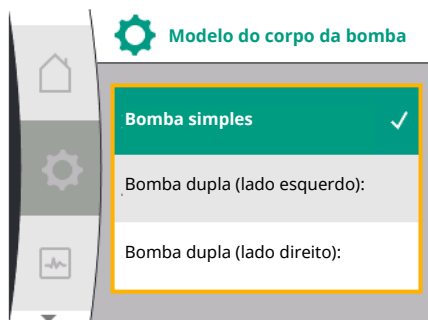 Modelo do corpo da bomba
Bomba simples
Bomba dupla (lado esquerdo):
Bomba dupla (lado direito):